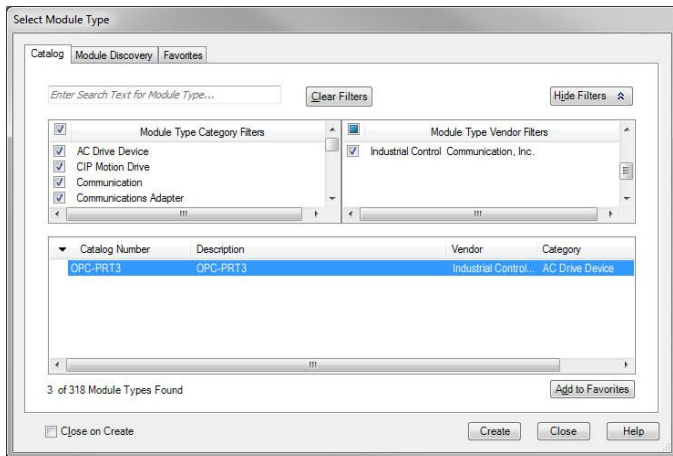 Select Module Type
Catalog Module Discovery Favorites
Enter Search Text for Module Type... Clear Filters Hide Filters
Module Type Category Filters Module Type Vendor Filters
AC Drive Device Industrial Control Communication, Inc.
CIP Motion Drive
Communication
Communications Adapter
Catalog Number Description Vendor Category
OPC-PRT3 OPC-PRT3 Industrial Control... AC Drive Device
3 of 318 Module Types Found Add to Favorites
Close on Create Create Close Help